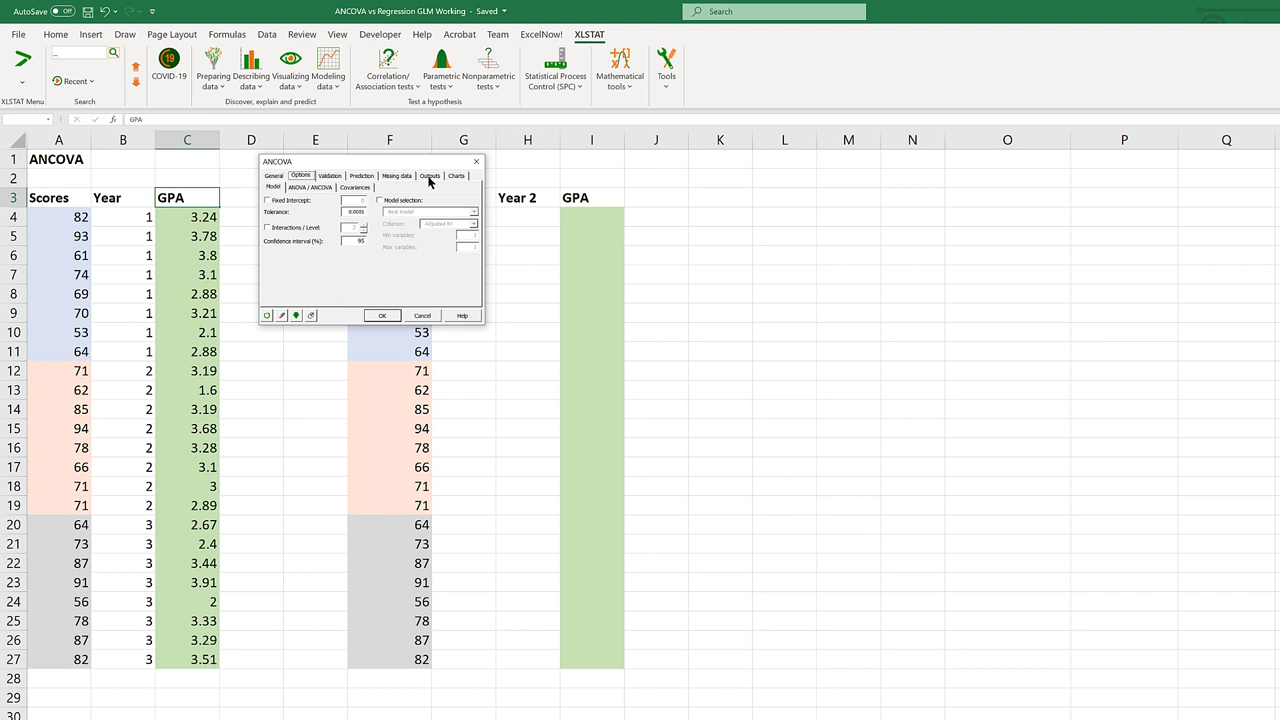 AutoSave Off ANCOVA vs Regression GLM Working - Saved Search
File Home Insert Draw Page Layout Formulas Data Review View Developer Help Acrobat Team ExcelNow! XLSTAT
COVID-19 Preparing data Describing data Visualizing data Modeling data Correlation/ Association tests Parametric tests Nonparametric tests Statistical Process Control (SPC) Mathematical tools Tools
Recent
XLSTAT Menu Search Discover, explain and predict Test a hypothesis
fx GPA
A B C D E F G H I J K L M N O P Q
1 ANCOVA
2
3 Scores Year GPA Year 2 GPA
4 82 1 3.24
5 93 1 3.78
6 61 1 3.8
7 74 1 3.1
8 69 1 2.88
9 70 1 3.21
10 53 1 2.1 53
11 64 1 2.88 64
12 71 2 3.19 71
13 62 2 1.6 62
14 85 2 3.19 85
15 94 2 3.68 94
16 78 2 3.28 78
17 66 2 3.1 66
18 71 2 3 71
19 71 2 2.89 71
20 64 3 2.67 64
21 73 3 2.4 73
22 87 3 3.44 87
23 91 3 3.91 91
24 56 3 2 56
25 78 3 3.33 78
26 87 3 3.29 87
27 82 3 3.51 82
28
29
30
ANCOVA
General Options Validation Prediction Missing data Outputs Charts
Model ANOVA / ANCOVA Covariances
Fixed Intercept: 0 Model selection:
Tolerance: 0.0001 Best model
Interactions / Level: 2 Criterion: Adjusted R²
Confidence interval (%): 95 Min variables: 2
Max variables: 2
OK Cancel Help